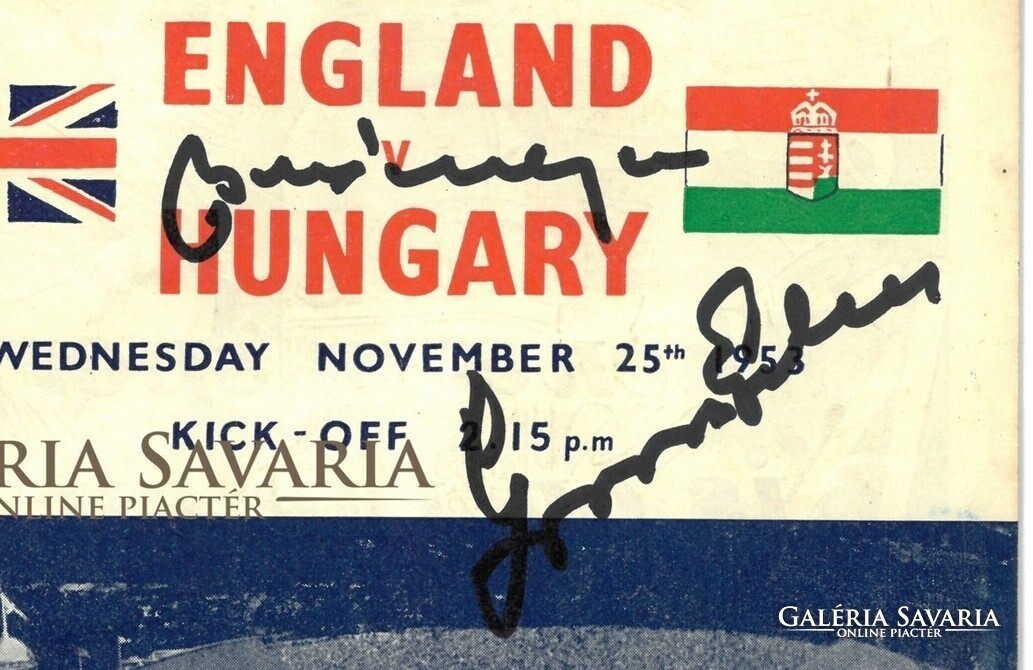 ENGLAND
v
HUNGARY
WEDNESDAY NOVEMBER 25th 1953
KICK-OFF 2.15 p.m
RIA SAVARIA
NLINE PIACTÉR
GALÉRIA SAVARIA
ONLINE PIACTÉR